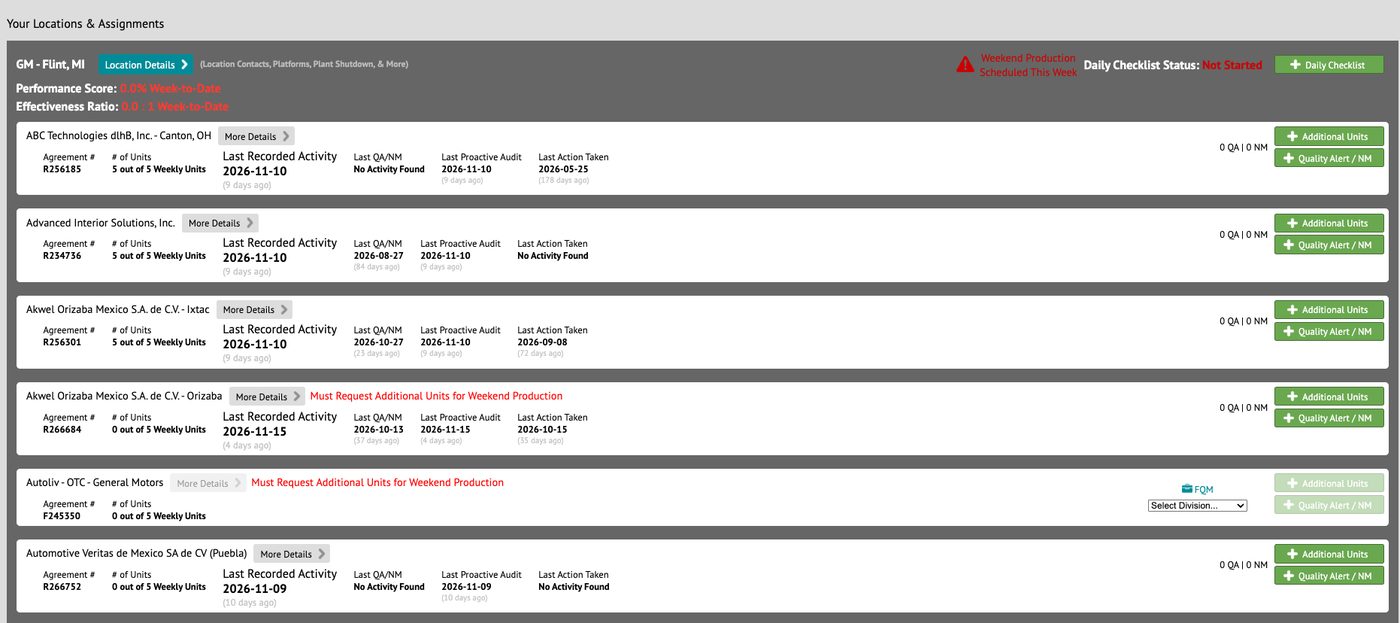 Your Locations & Assignments
GM - Flint, MI Location Details (Location Contacts, Platforms, Plant Shutdown, & More)
Weekend Production
Scheduled This Week
Daily Checklist Status: Not Started
Daily Checklist
Performance Score: 0.0% Week-to-Date
Effectiveness Ratio: 0.0 : 1 Week-to-Date
ABC Technologies dlhB, Inc. - Canton, OH More Details
Agreement # # of Units Last Recorded Activity Last QA/NM Last Proactive Audit Last Action Taken
R256185 5 out of 5 Weekly Units 2026-11-10 No Activity Found 2026-11-10 2026-05-25
(9 days ago) (9 days ago) (178 days ago)
0 QA | 0 NM
Additional Units
Quality Alert / NM
Advanced Interior Solutions, Inc. More Details
Agreement # # of Units Last Recorded Activity Last QA/NM Last Proactive Audit Last Action Taken
R234736 5 out of 5 Weekly Units 2026-11-10 2026-08-27 2026-11-10 No Activity Found
(9 days ago) (84 days ago) (9 days ago)
0 QA | 0 NM
Additional Units
Quality Alert / NM
Akwel Orizaba Mexico S.A. de C.V. - Ixtac More Details
Agreement # # of Units Last Recorded Activity Last QA/NM Last Proactive Audit Last Action Taken
R256301 5 out of 5 Weekly Units 2026-11-10 2026-10-27 2026-11-10 2026-09-08
(9 days ago) (23 days ago) (9 days ago) (72 days ago)
0 QA | 0 NM
Additional Units
Quality Alert / NM
Akwel Orizaba Mexico S.A. de C.V. - Orizaba More Details Must Request Additional Units for Weekend Production
Agreement # # of Units Last Recorded Activity Last QA/NM Last Proactive Audit Last Action Taken
R266684 0 out of 5 Weekly Units 2026-11-15 2026-10-13 2026-11-15 2026-10-15
(4 days ago) (37 days ago) (4 days ago) (35 days ago)
0 QA | 0 NM
Additional Units
Quality Alert / NM
Autoliv - OTC - General Motors More Details Must Request Additional Units for Weekend Production
Agreement # # of Units
F245350 0 out of 5 Weekly Units
FQM
Select Division...
Additional Units
Quality Alert / NM
Automotive Veritas de Mexico SA de CV (Puebla) More Details
Agreement # # of Units Last Recorded Activity Last QA/NM Last Proactive Audit Last Action Taken
R266752 0 out of 5 Weekly Units 2026-11-09 No Activity Found 2026-11-09 No Activity Found
(10 days ago) (10 days ago)
0 QA | 0 NM
Additional Units
Quality Alert / NM